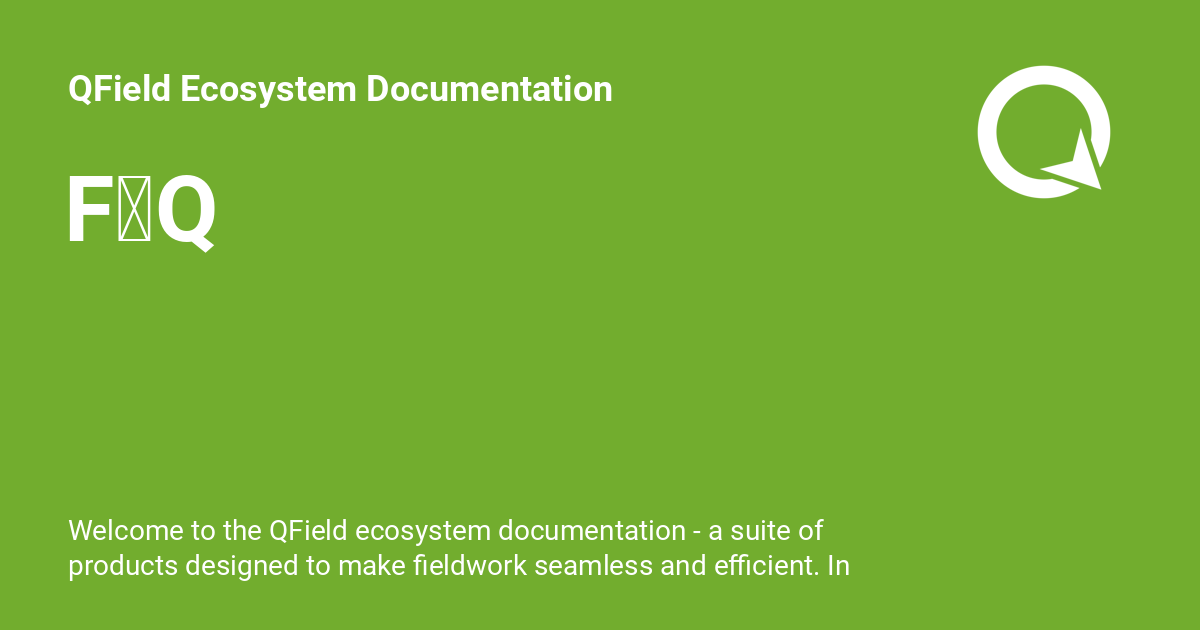 QField Ecosystem Documentation
F□Q
Welcome to the QField ecosystem documentation - a suite of
products designed to make fieldwork seamless and efficient. In